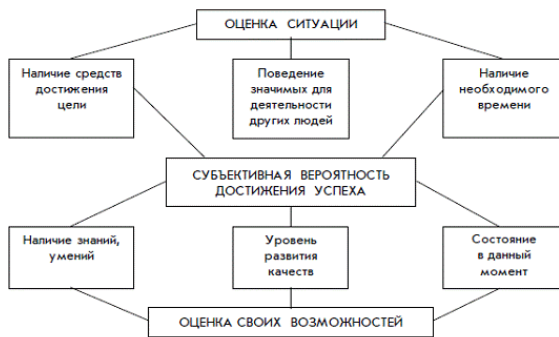 ОЦЕНКА СИТУАЦИИ
Наличие средств
достижения
цели
Поведение
значимых для
деятельности
других людей
Наличие
необходимого
времени
СУБЪЕКТИВНАЯ ВЕРОЯТНОСТЬ
ДОСТИЖЕНИЯ УСПЕХА
Наличие знаний,
умений
Уровень
развития
качеств
Состояние
в данный
момент
ОЦЕНКА СВОИХ ВОЗМОЖНОСТЕЙ